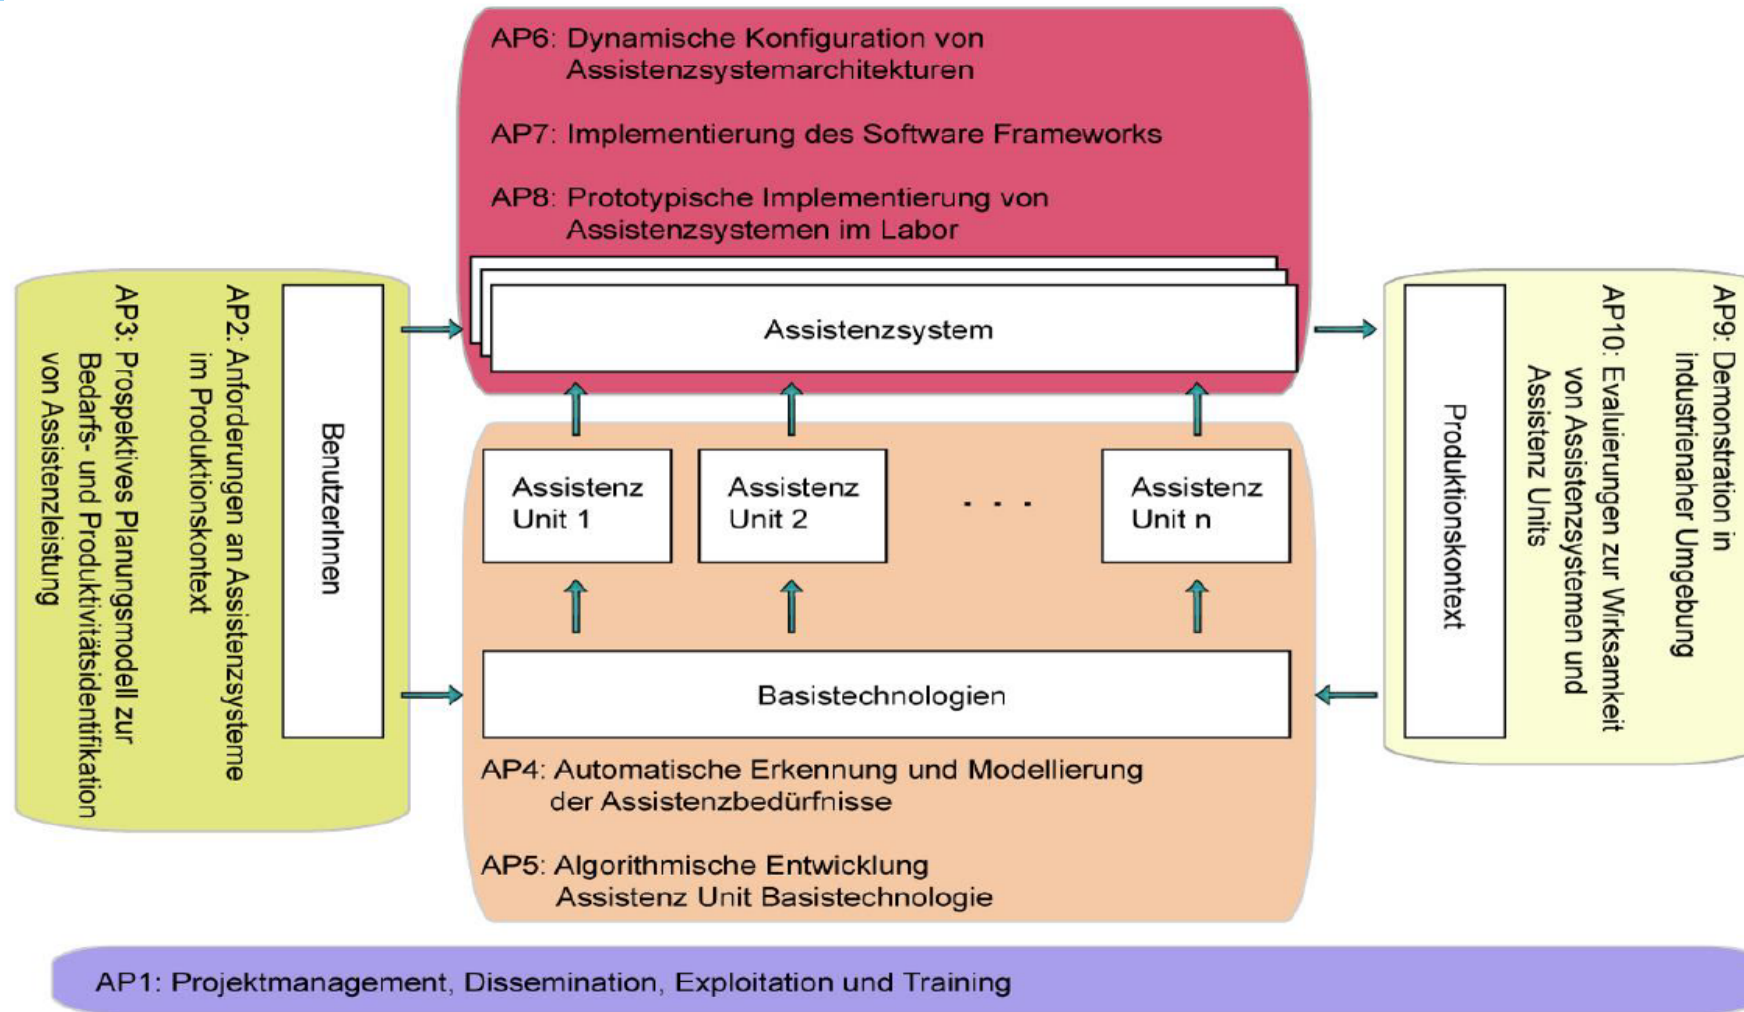 AP6: Dynamische Konfiguration von
Assistenzsystemarchitekturen
AP7: Implementierung des Software Frameworks
AP8: Prototypische Implementierung von
Assistenzsystemen im Labor
Assistenzsystem
AP3: Prospektives Planungsmodell zur
Bedarfs- und Produktivitätsidentifikation
von Assistenzleistung
AP2: Anforderungen an Assistenzsysteme
im Produktionskontext
BenutzerInnen
Assistenz
Unit 1
Assistenz
Unit 2
. . .
Assistenz
Unit n
Basistechnologien
AP4: Automatische Erkennung und Modellierung
der Assistenzbedürfnisse
AP5: Algorithmische Entwicklung
Assistenz Unit Basistechnologie
Produktionskontext
AP10: Evaluierungen zur Wirksamkeit
von Assistenzsystemen und
Assistenz Units
AP9: Demonstration in
industrienaher Umgebung
AP1: Projektmanagement, Dissemination, Exploitation und Training